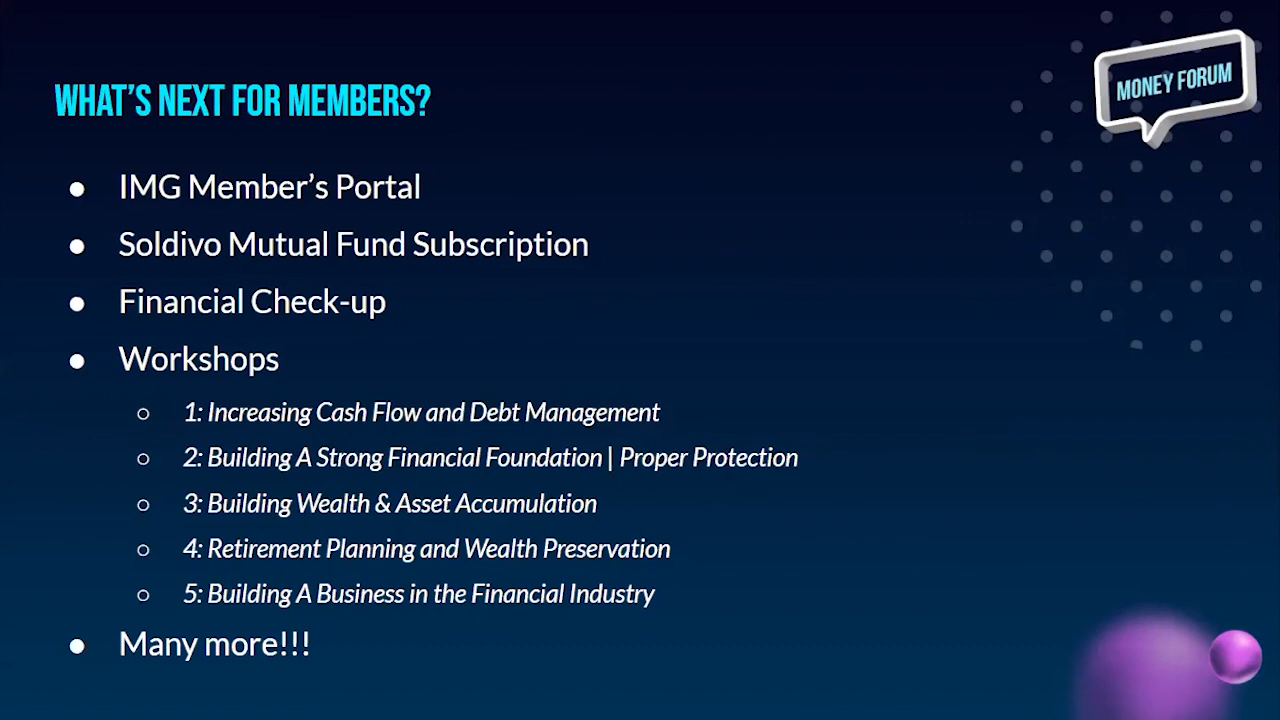 MONEY FORUM
WHAT'S NEXT FOR MEMBERS?
● IMG Member's Portal
● Soldivo Mutual Fund Subscription
● Financial Check-up
● Workshops
○ 1: Increasing Cash Flow and Debt Management
○ 2: Building A Strong Financial Foundation | Proper Protection
○ 3: Building Wealth & Asset Accumulation
○ 4: Retirement Planning and Wealth Preservation
○ 5: Building A Business in the Financial Industry
● Many more!!!